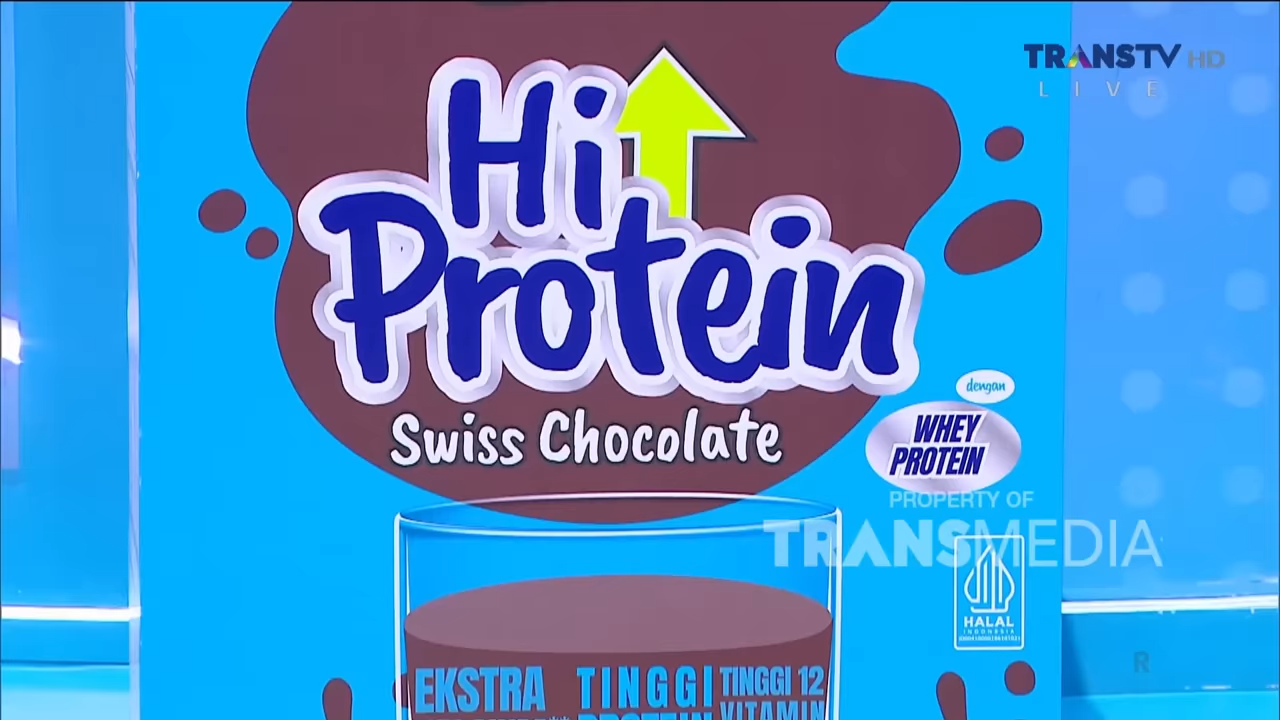 TRANSTV HD
LIVE
Hi
Protein
Swiss Chocolate
dengan
WHEY
PROTEIN
PROPERTY OF
TRANSMEDIA
HALAL
INDONESIA
EKSTRA TINGGI TINGGI 12
PROTEIN VITAMIN
R